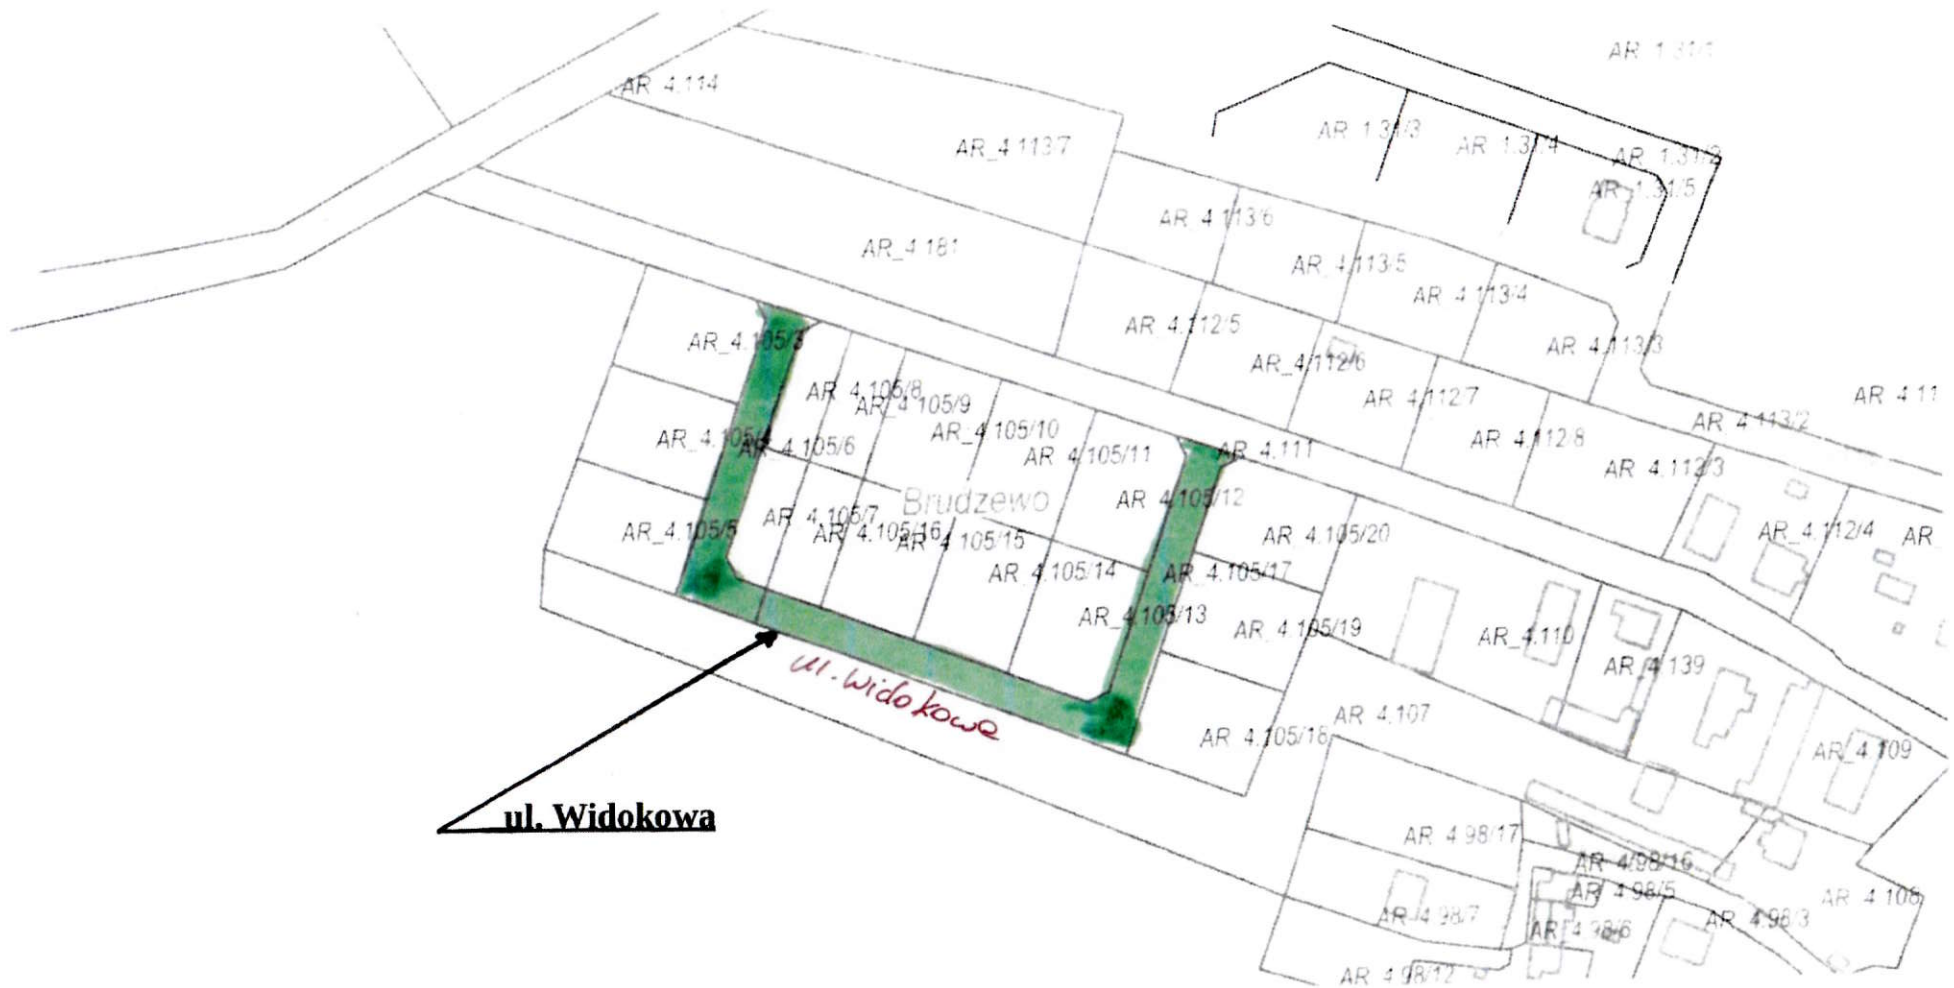 AR 1.31/1
AR_4.114
AR 1.31/3
AR 1.31/4
AR_4.113/7
AR 1.31/2
AR 1.31/5
AR 4.113/6
AR_4.181
AR 4.113/5
AR 4.113/4
AR 4.112/5
AR_4.105/3
AR 4.113/3
AR_4.112/6
AR 4.105/8
AR_4.105/9
AR 4.112/7
AR 4.11
AR 4.113/2
AR_4.105/10
AR_4.105/4
AR_4.105/6
AR 4.112/8
AR 4.105/11
AR 4.111
AR 4.112/3
Brudzewo
AR 4.105/12
AR 4.105/7
AR_4.105/5
AR 4.105/16
AR 4.105/15
AR 4.105/20
AR_4.112/4
AR_
AR 4.105/14
AR 4.105/17
AR_4.105/13
AR 4.105/19
AR_4.110
AR_4.139
ul. Widokowa
AR 4.107
AR 4.105/18
AR_4.109
ul. Widokowa
AR 4.98/17
AR 4.98/16
AR 4.98/5
AR 4.108
AR 4.98/7
AR 4.98/3
AR 4.98/6
AR 4.98/12